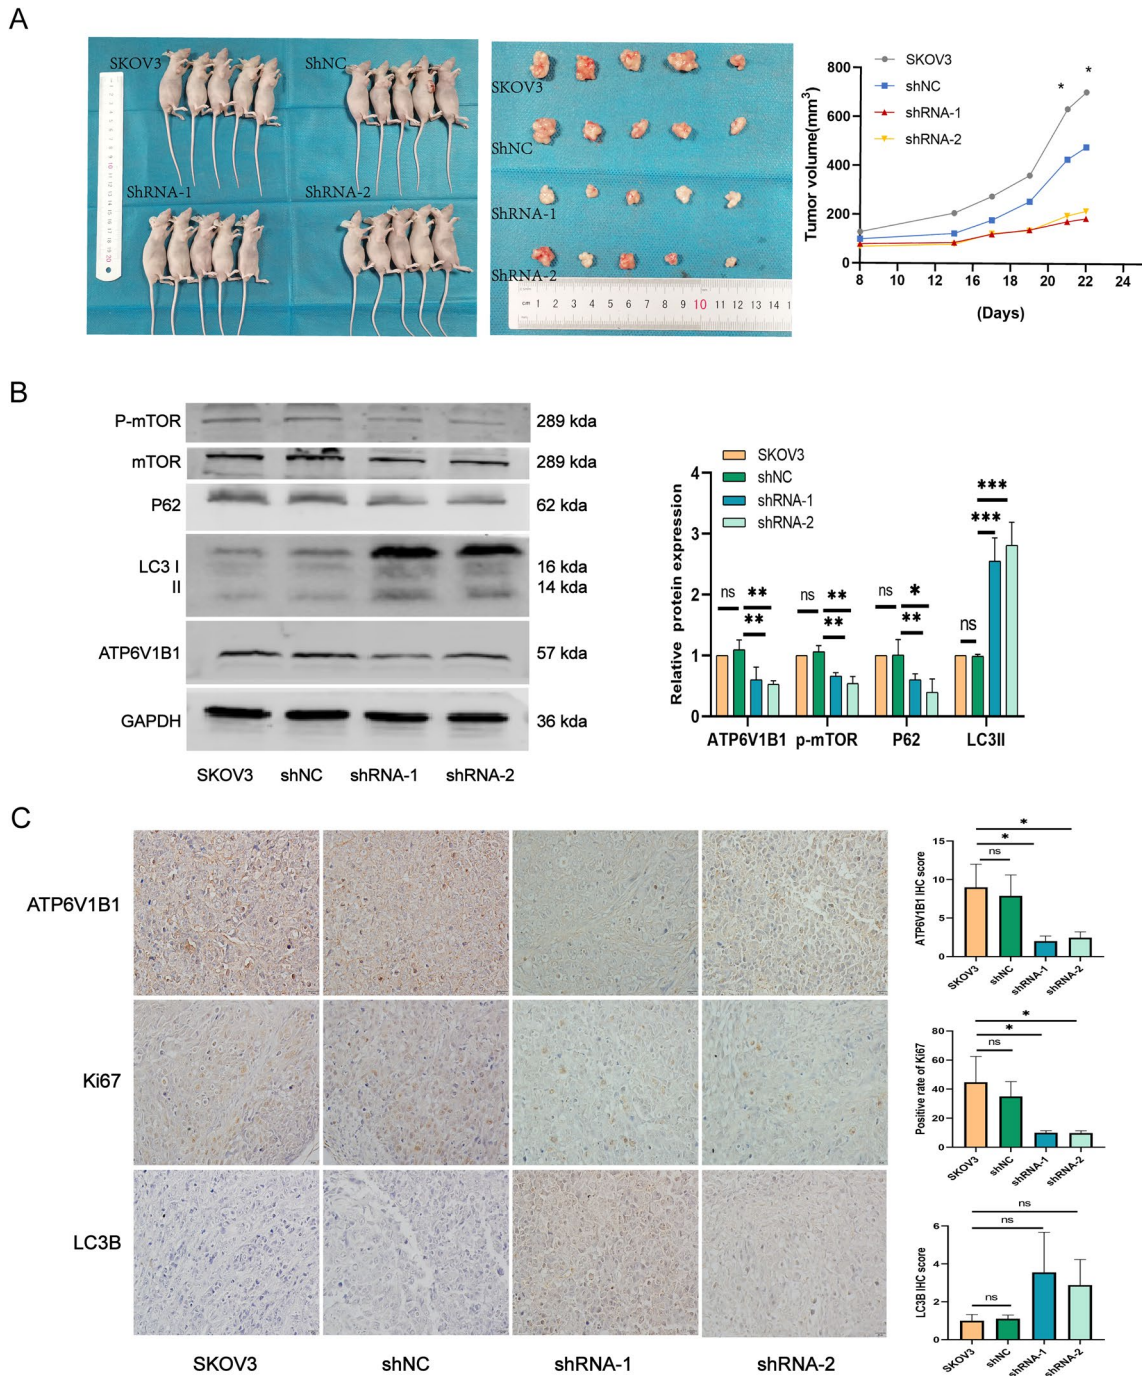 A
SKOV3
ShNC
ShRNA-1
ShRNA-2
SKOV3
ShNC
ShRNA-1
ShRNA-2
cm 1 2 3 4 5 6 7 8 9 10 11 12 13 14
SKOV3
shNC
shRNA-1
shRNA-2
* *
Tumor volume(mm³)
800
600
400
200
0
8 10 12 14 16 18 20 22 24
(Days)
B
P-mTOR 289 kda
mTOR 289 kda
P62 62 kda
LC3 I 16 kda
II 14 kda
ATP6V1B1 57 kda
GAPDH 36 kda
SKOV3 shNC shRNA-1 shRNA-2
SKOV3
shNC
shRNA-1
shRNA-2
Relative protein expression
4
3
2
1
0
ns ** **
ns ** **
ns * **
ns *** ***
ATP6V1B1 p-mTOR P62 LC3II
C
ATP6V1B1
Ki67
LC3B
SKOV3 shNC shRNA-1 shRNA-2
ATP6V1B1 IHC score
15
10
5
0
*
*
ns
SKOV3 shNC shRNA-1 shRNA-2
Positive rate of Ki67
80
60
40
20
0
*
*
ns
SKOV3 shNC shRNA-1 shRNA-2
LC3B IHC score
6
4
2
0
ns
ns
ns
SKOV3 shNC shRNA-1 shRNA-2